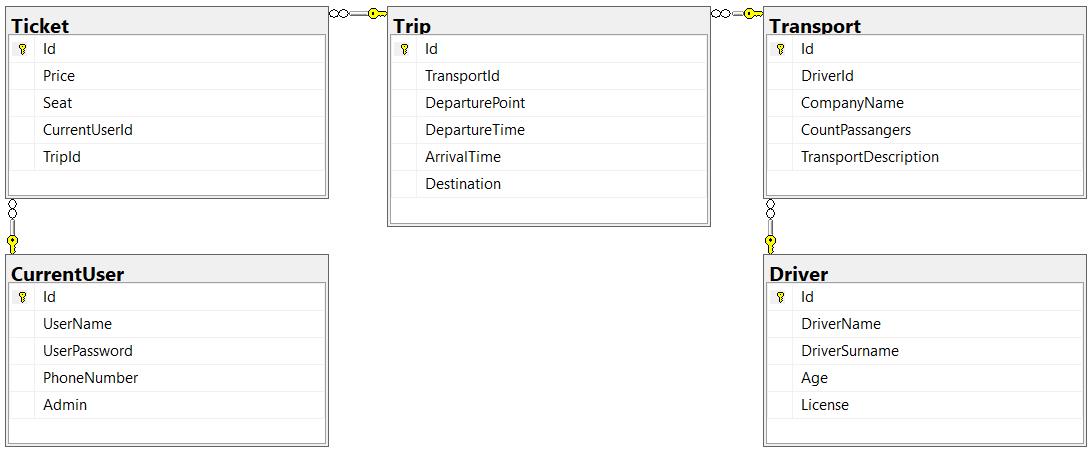 Ticket
Id
Price
Seat
CurrentUserId
TripId
Trip
Id
TransportId
DeparturePoint
DepartureTime
ArrivalTime
Destination
Transport
Id
DriverId
CompanyName
CountPassangers
TransportDescription
CurrentUser
Id
UserName
UserPassword
PhoneNumber
Admin
Driver
Id
DriverName
DriverSurname
Age
License